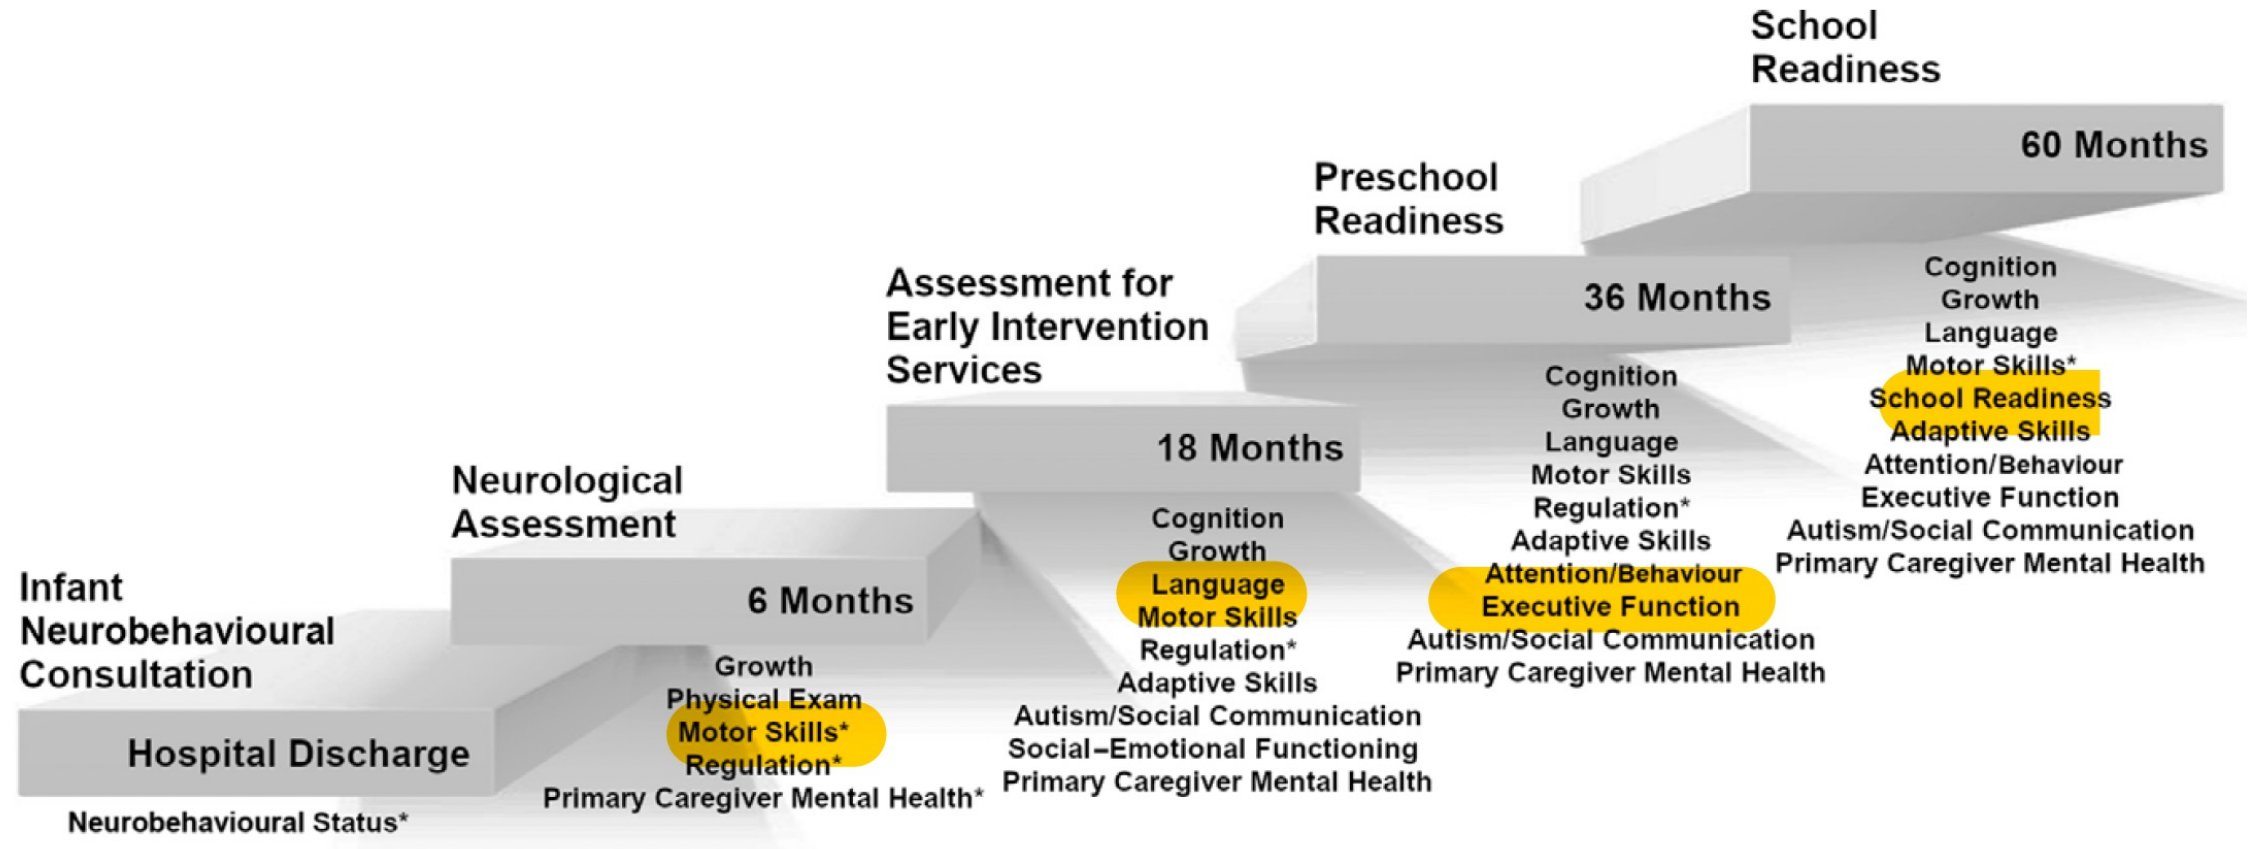 Infant
Neurobehavioural
Consultation
Hospital Discharge
Neurobehavioural Status*
Neurological
Assessment
6 Months
Growth
Physical Exam
Motor Skills*
Regulation*
Primary Caregiver Mental Health*
Assessment for
Early Intervention
Services
18 Months
Cognition
Growth
Language
Motor Skills
Regulation*
Adaptive Skills
Autism/Social Communication
Social–Emotional Functioning
Primary Caregiver Mental Health
Preschool
Readiness
36 Months
Cognition
Growth
Language
Motor Skills
Regulation*
Adaptive Skills
Attention/Behaviour
Executive Function
Autism/Social Communication
Primary Caregiver Mental Health
School
Readiness
60 Months
Cognition
Growth
Language
Motor Skills*
School Readiness
Adaptive Skills
Attention/Behaviour
Executive Function
Autism/Social Communication
Primary Caregiver Mental Health